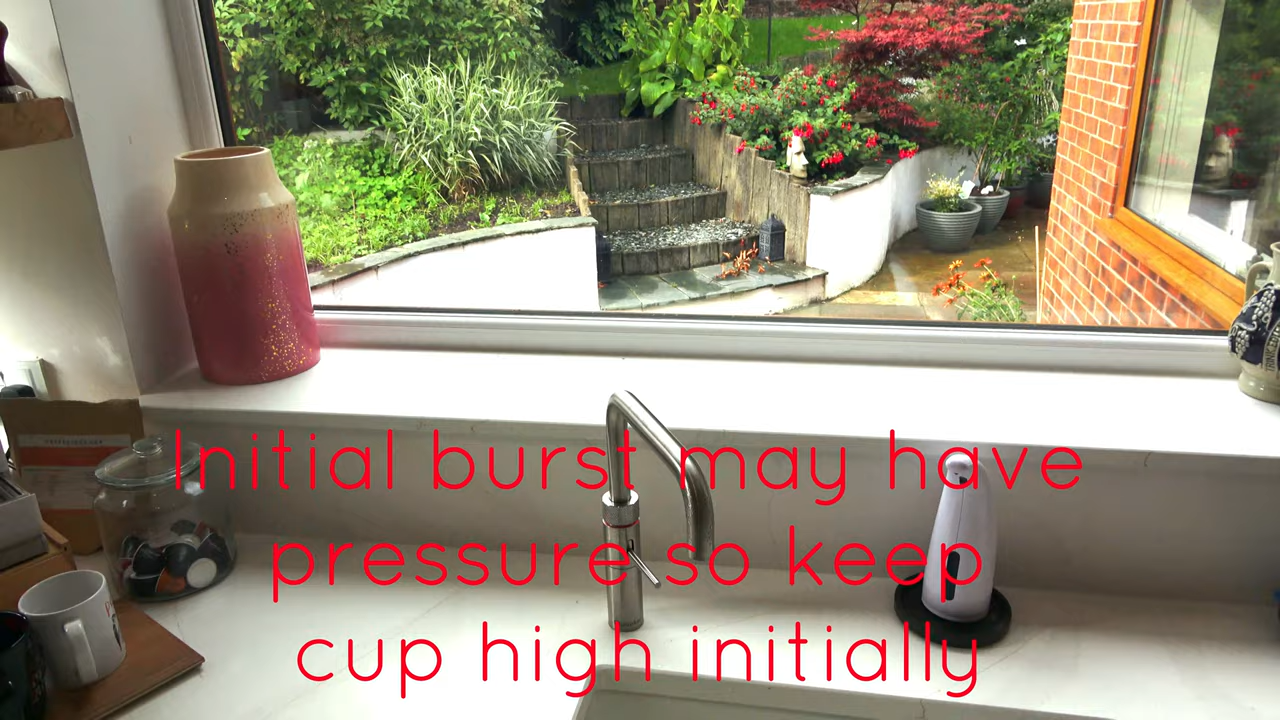 Initial burst may have
pressure so keep
cup high initially